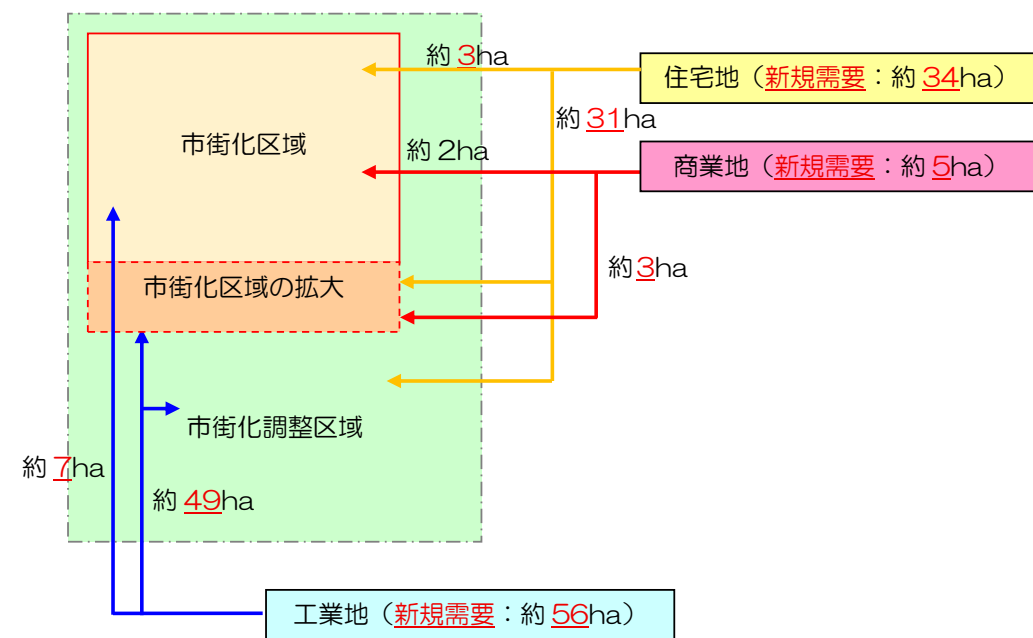 約 3ha
住宅地（新規需要：約 34ha）
約 31ha
市街化区域
約 2ha
商業地（新規需要：約 5ha）
約 3ha
市街化区域の拡大
市街化調整区域
約 7ha
約 49ha
工業地（新規需要：約 56ha）